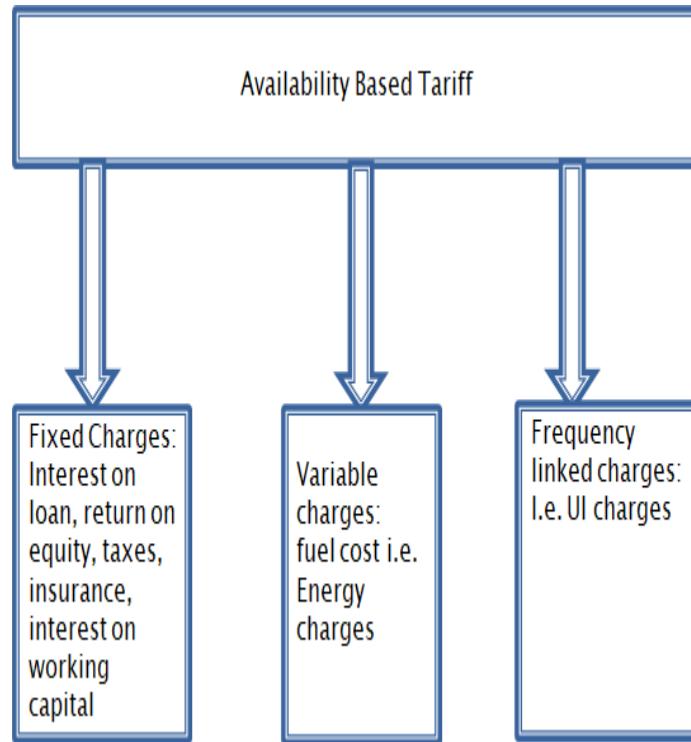 Availability Based Tariff
Fixed Charges:
Interest on
loan, return on
equity, taxes,
insurance,
interest on
working
capital
Variable
charges:
fuel cost i.e.
Energy
charges
Frequency
linked charges:
I.e. UI charges